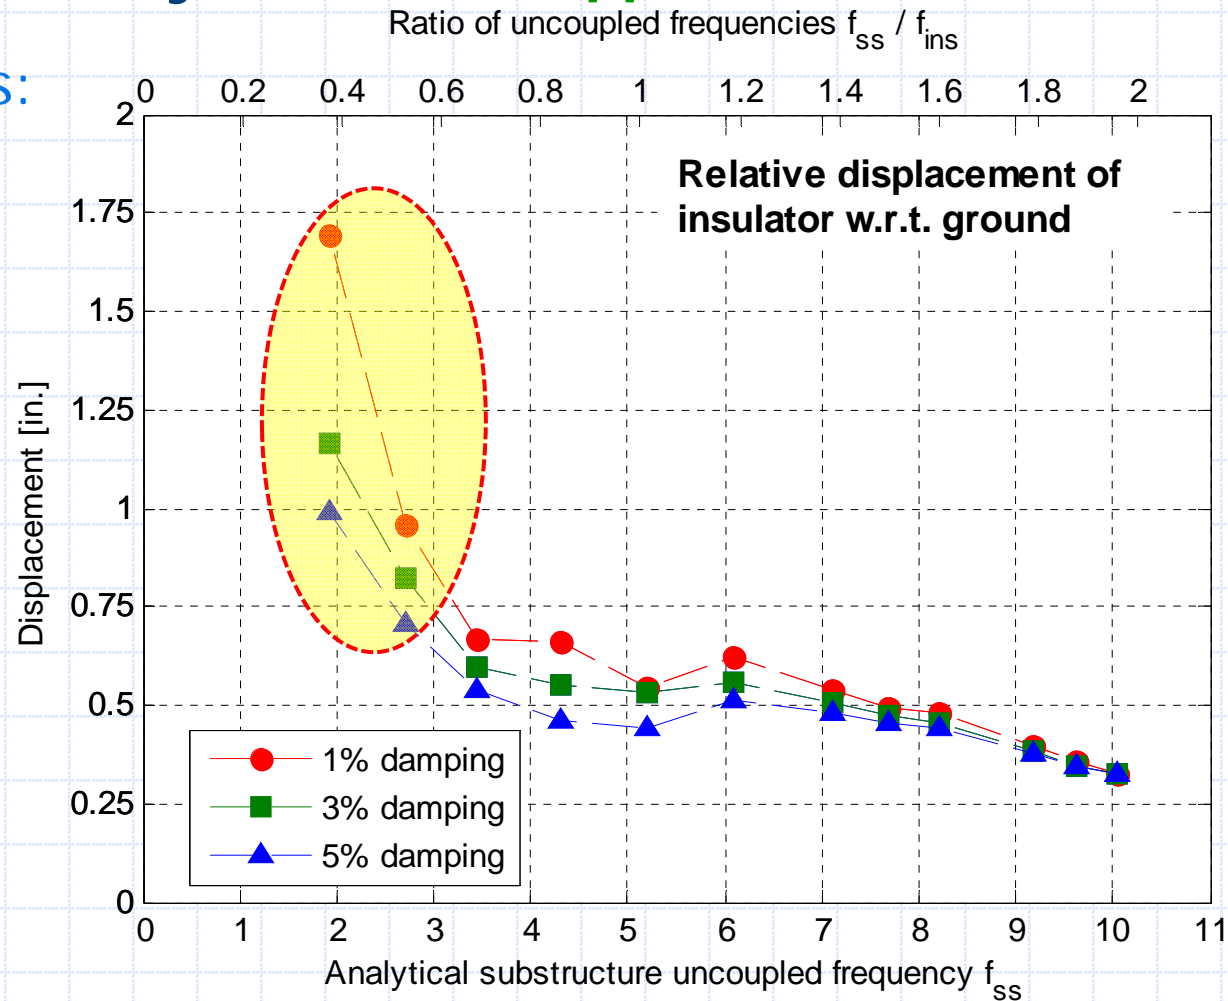 Ratio of uncoupled frequencies f_ss / f_ins
s:
0 0.2 0.4 0.6 0.8 1 1.2 1.4 1.6 1.8 2
Relative displacement of
insulator w.r.t. ground
2
1.75
1.5
1.25
1
0.75
0.5
0.25
0
Displacement [in.]
1% damping
3% damping
5% damping
0 1 2 3 4 5 6 7 8 9 10 11
Analytical substructure uncoupled frequency f_ss